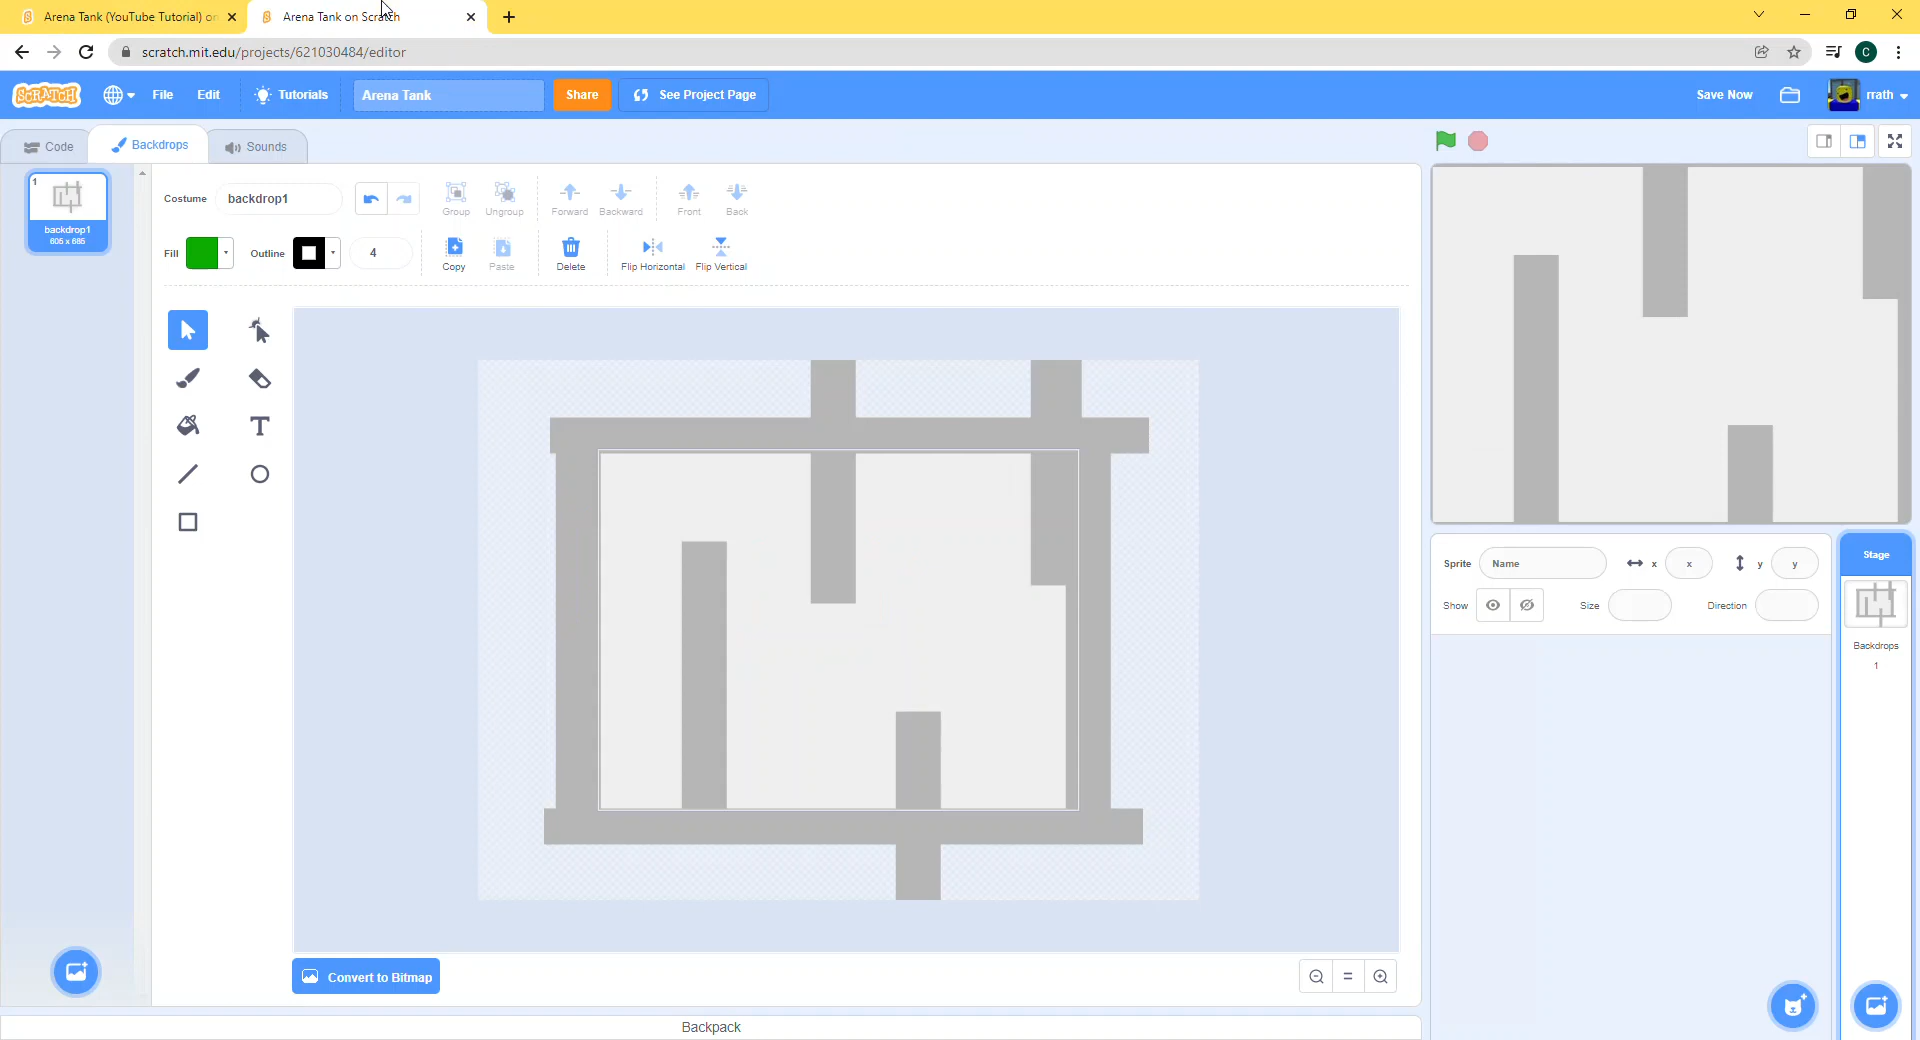 Arena Tank (YouTube Tutorial) on
Arena Tank on Scratch
scratch.mit.edu/projects/621030484/editor
C
SCRATCH
File
Edit
Tutorials
Arena Tank
Share
See Project Page
Save Now
rrath
Code
Backdrops
Sounds
1
backdrop1
605 x 685
Costume
backdrop1
Group
Ungroup
Forward
Backward
Front
Back
Fill
Outline
4
Copy
Paste
Delete
Flip Horizontal
Flip Vertical
T
Convert to Bitmap
Backpack
Sprite
Name
x
x
y
y
Show
Size
Direction
Stage
Backdrops
1